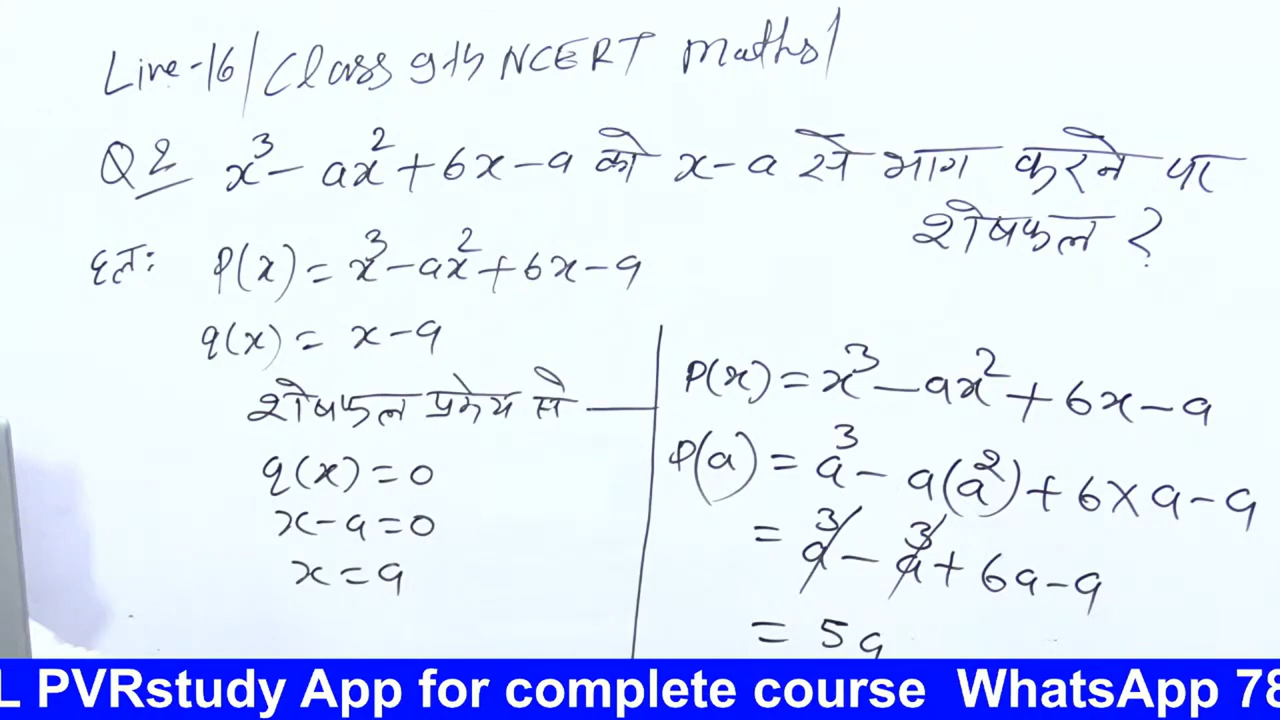 Live-16/Class 9th NCERT Maths/
Q2 x³-ax²+6x-a को x-a से भाग करने पर
शेषफल ?
हल: P(x) = x³-ax²+6x-a
q(x) = x-a
शेषफल प्रमेय से
q(x)=0
x-a=0
x=a
P(x) = x³-ax²+6x-a
P(a) = a³-a(a²)+6×a-a
= a³-a³+6a-a
= 5a
L PVRstudy App for complete course WhatsApp 78